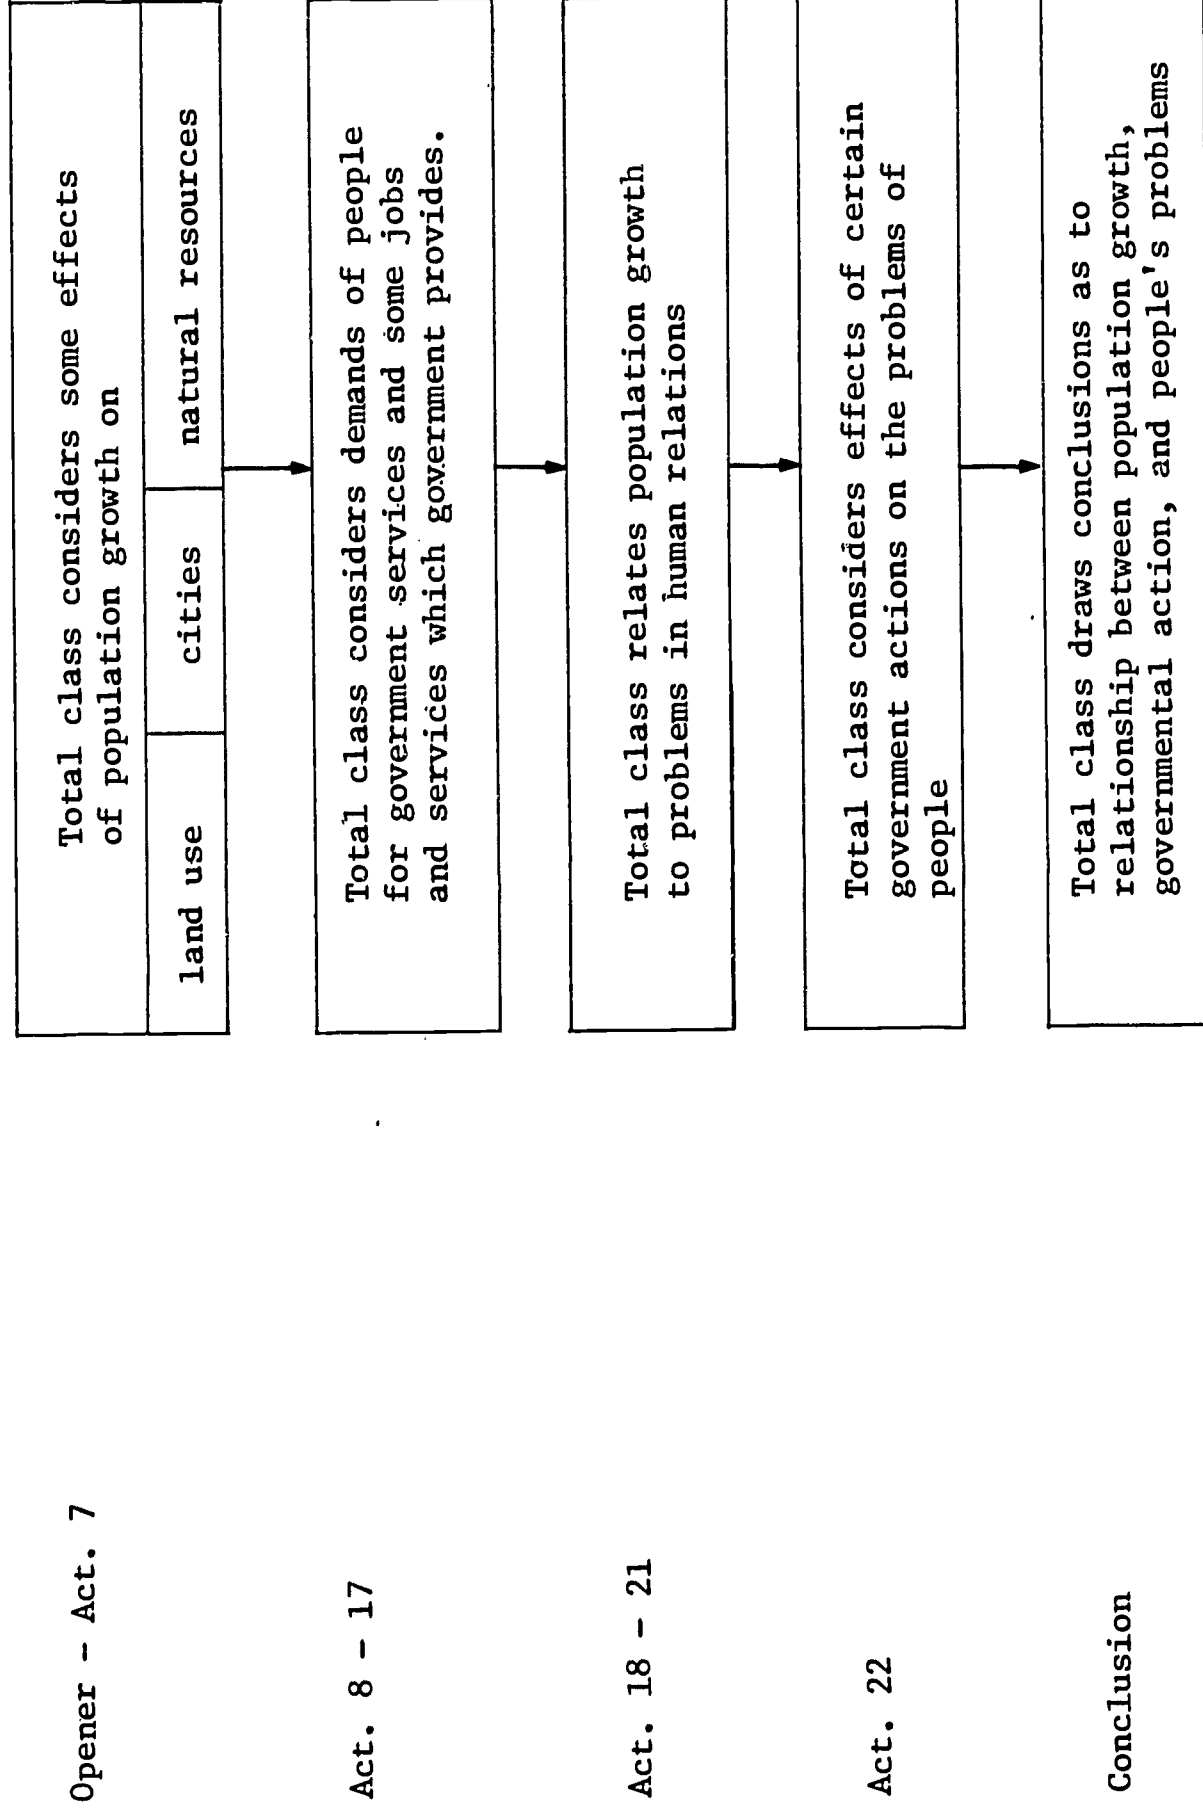 Opener - Act. 7
Total class considers some effects
of population growth on
land use
cities
natural resources
Act. 8 - 17
Total class considers demands of people
for government services and some jobs
and services which government provides.
Act. 18 - 21
Total class relates population growth
to problems in human relations
Act. 22
Total class considers effects of certain
government actions on the problems of
people
Conclusion
Total class draws conclusions as to
relationship between population growth,
governmental action, and people's problems